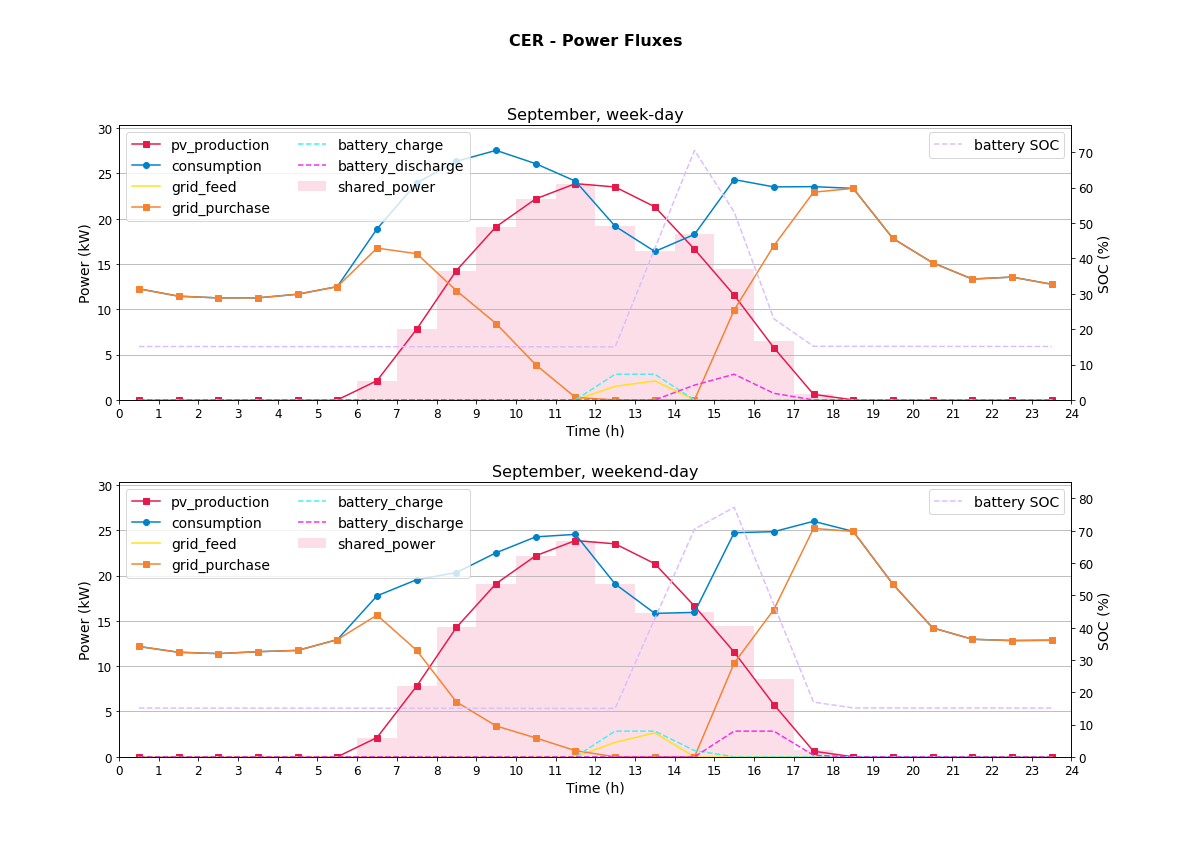 CER - Power Fluxes
September, week-day
pv_production
consumption
grid_feed
grid_purchase
battery_charge
battery_discharge
shared_power
battery SOC
Power (kW)
30
25
20
15
10
5
0
SOC (%)
70
60
50
40
30
20
10
0
0 1 2 3 4 5 6 7 8 9 10 11 12 13 14 15 16 17 18 19 20 21 22 23 24
Time (h)
September, weekend-day
pv_production
consumption
grid_feed
grid_purchase
battery_charge
battery_discharge
shared_power
battery SOC
Power (kW)
30
25
20
15
10
5
0
SOC (%)
80
70
60
50
40
30
20
10
0
0 1 2 3 4 5 6 7 8 9 10 11 12 13 14 15 16 17 18 19 20 21 22 23 24
Time (h)